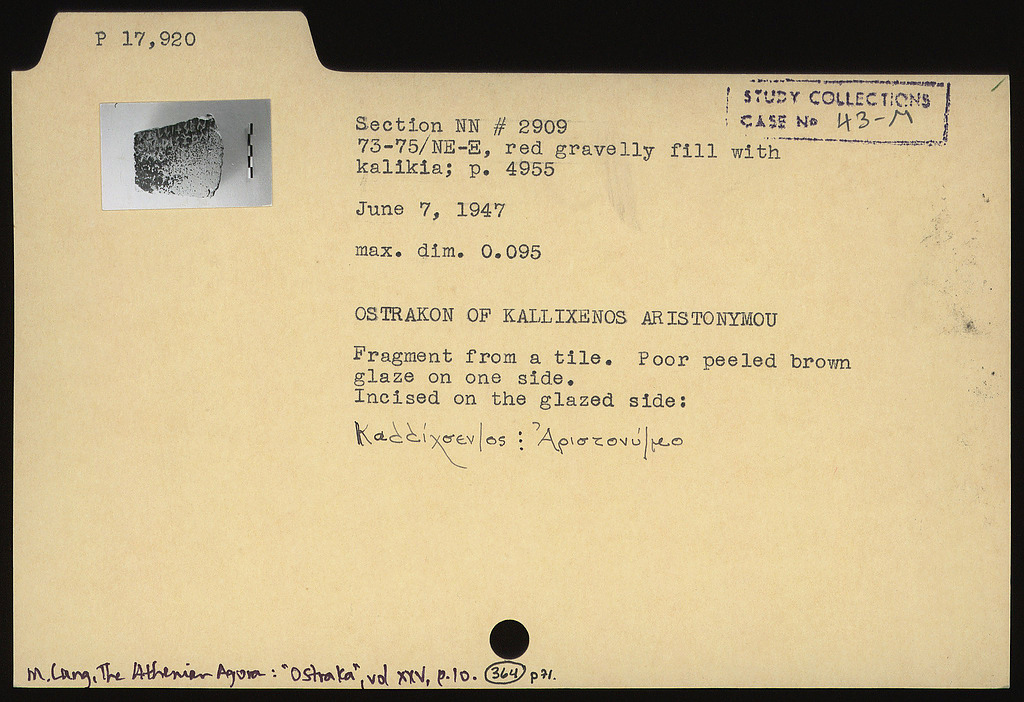 P 17,920
STUDY COLLECTIONS
CASE No 43-M
Section NN # 2909
73-75/NE-Ξ, red gravelly fill with
kalikia; p. 4955
June 7, 1947
max. dim. 0.095
OSTRAKON OF KALLIXENOS ARISTONYMOU
Fragment from a tile. Poor peeled brown
glaze on one side.
Incised on the glazed side:
Καλλίχσεν|ος : Ἀριστονύ|μο
M. Lang, The Athenian Agora : "Ostraka", vol XXV, p.10. 364 p71.